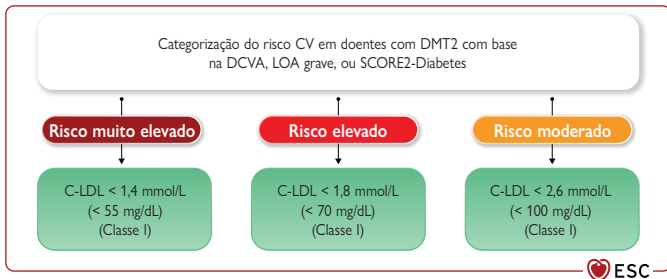 Categorização do risco CV em doentes com DMT2 com base
na DCVA, LOA grave, ou SCORE2-Diabetes
Risco muito elevado
Risco elevado
Risco moderado
C-LDL < 1,4 mmol/L
(< 55 mg/dL)
(Classe I)
C-LDL < 1,8 mmol/L
(< 70 mg/dL)
(Classe I)
C-LDL < 2,6 mmol/L
(< 100 mg/dL)
(Classe I)
ESC